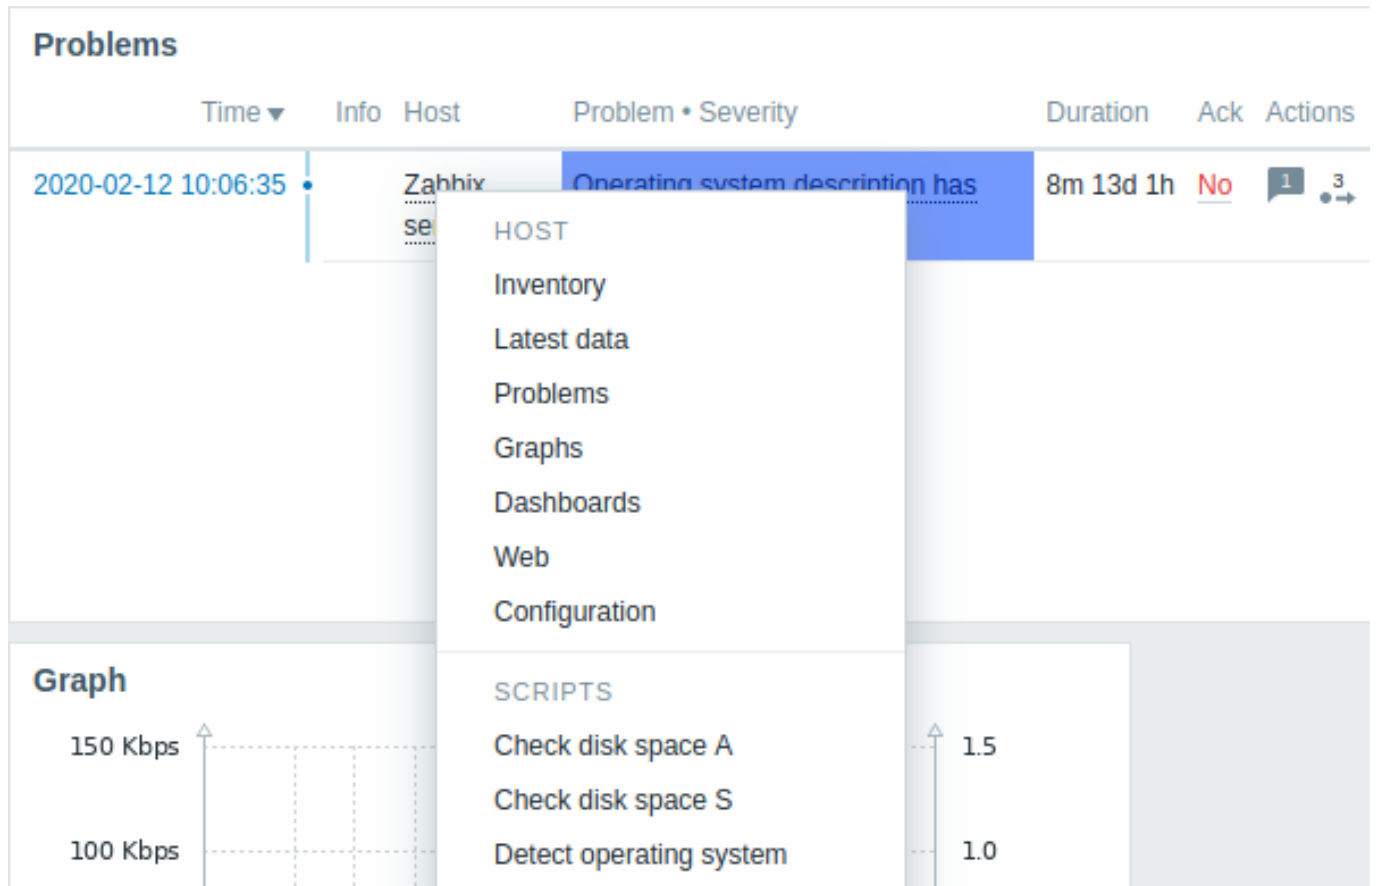 Problems
Time▼ Info Host Problem • Severity Duration Ack Actions
2020-02-12 10:06:35 Zabbix Operating system description has 8m 13d 1h No 1 3
HOST
Inventory
Latest data
Problems
Graphs
Dashboards
Web
Configuration
SCRIPTS
Check disk space A
Check disk space S
Detect operating system
Graph
150 Kbps 1.5
100 Kbps 1.0